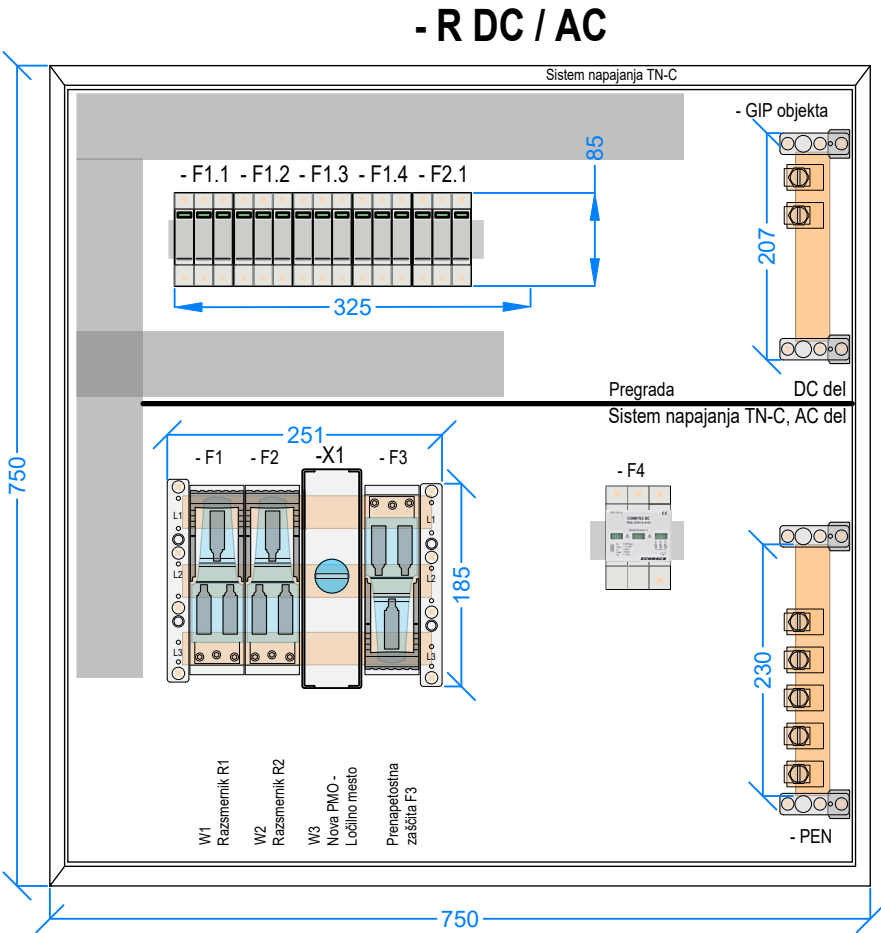 - R DC / AC
Sistem napajanja TN-C
- GIP objekta
85
- F1.1 - F1.2 - F1.3 - F1.4 - F2.1
207
325
Pregrada
DC del
Sistem napajanja TN-C, AC del
750
251
- F1
- F2
-X1
- F3
- F4
L1
L1
L2
L2
L3
L3
185
SCHRACK
230
W1
Razsmernik R1
W2
Razsmernik R2
W3
Nova PMO -
Ločilno mesto
Prenapetostna
zaščita F3
- PEN
750